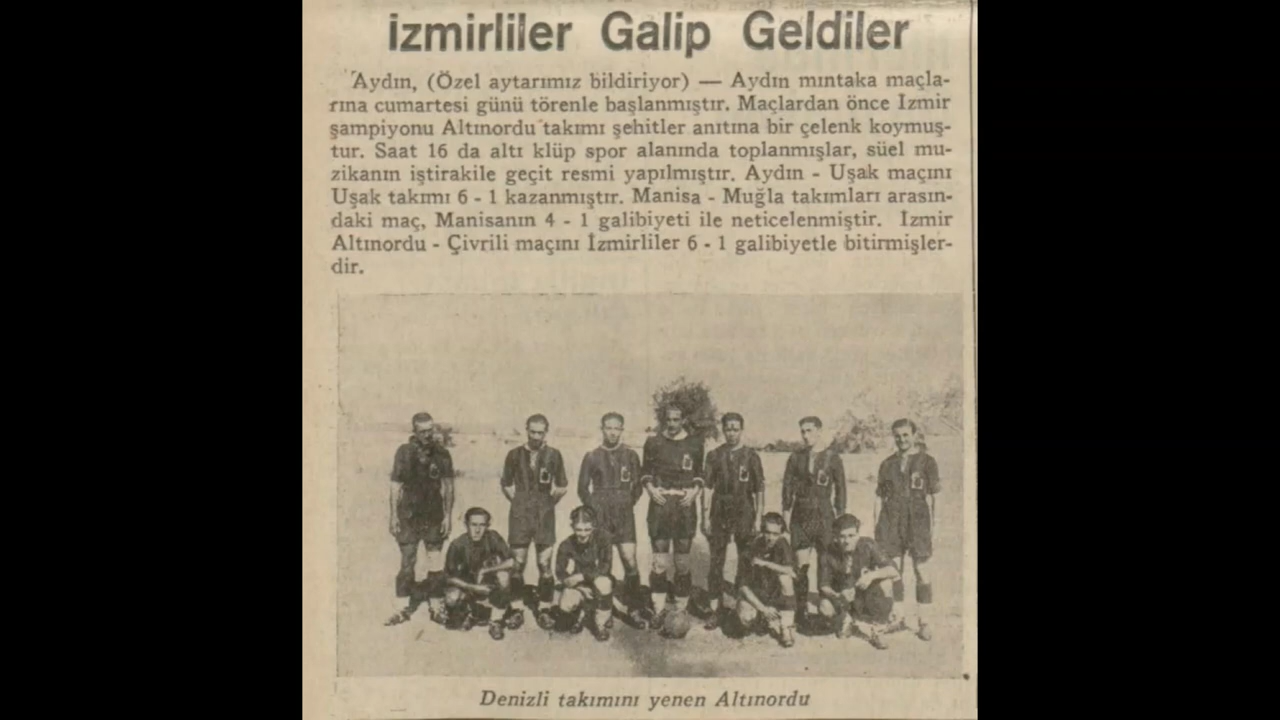 İzmirliler Galip Geldiler
Aydın, (Özel aytarımız bildiriyor) — Aydın mıntaka maçla-
rına cumartesi günü törenle başlanmıştır. Maçlardan önce İzmir
şampiyonu Altınordu takımı şehitler anıtına bir çelenk koymuş-
tur. Saat 16 da altı klüp spor alanında toplanmışlar, süel mu-
zikanın iştirakile geçit resmi yapılmıştır. Aydın - Uşak maçını
Uşak takımı 6 - 1 kazanmıştır. Manisa - Muğla takımları arasın-
daki maç, Manisanın 4 - 1 galibiyeti ile neticelenmiştir. Izmir
Altınordu - Çivrili maçını İzmirliler 6 - 1 galibiyetle bitirmişler-
dir.
Denizli takımını yenen Altınordu